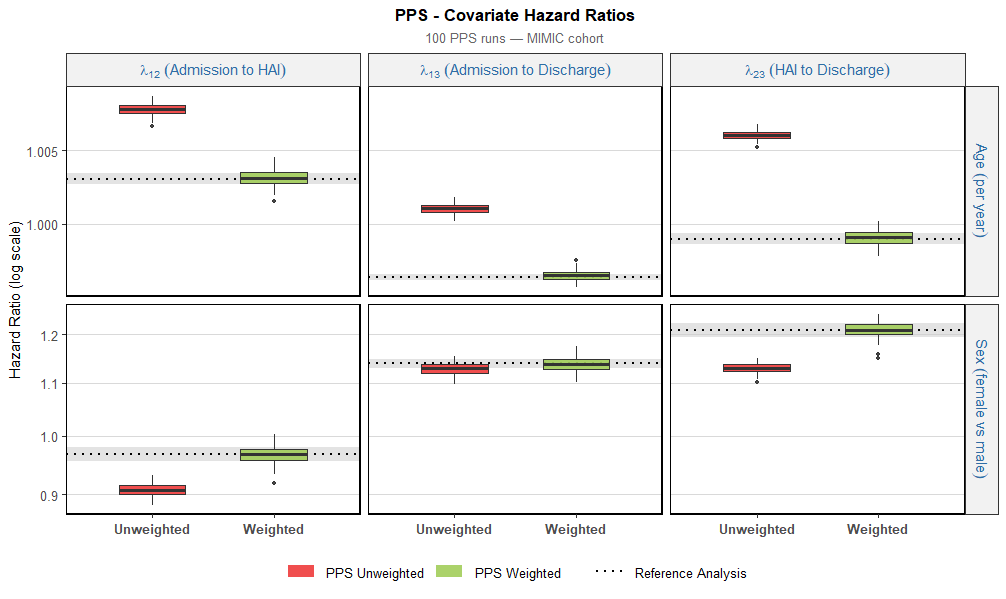 PPS - Covariate Hazard Ratios
100 PPS runs — MIMIC cohort
λ12 (Admission to HAI)
λ13 (Admission to Discharge)
λ23 (HAI to Discharge)
Hazard Ratio (log scale)
1.005
1.000
Age (per year)
1.2
1.1
1.0
0.9
Sex (female vs male)
Unweighted
Weighted
Unweighted
Weighted
Unweighted
Weighted
PPS Unweighted
PPS Weighted
Reference Analysis